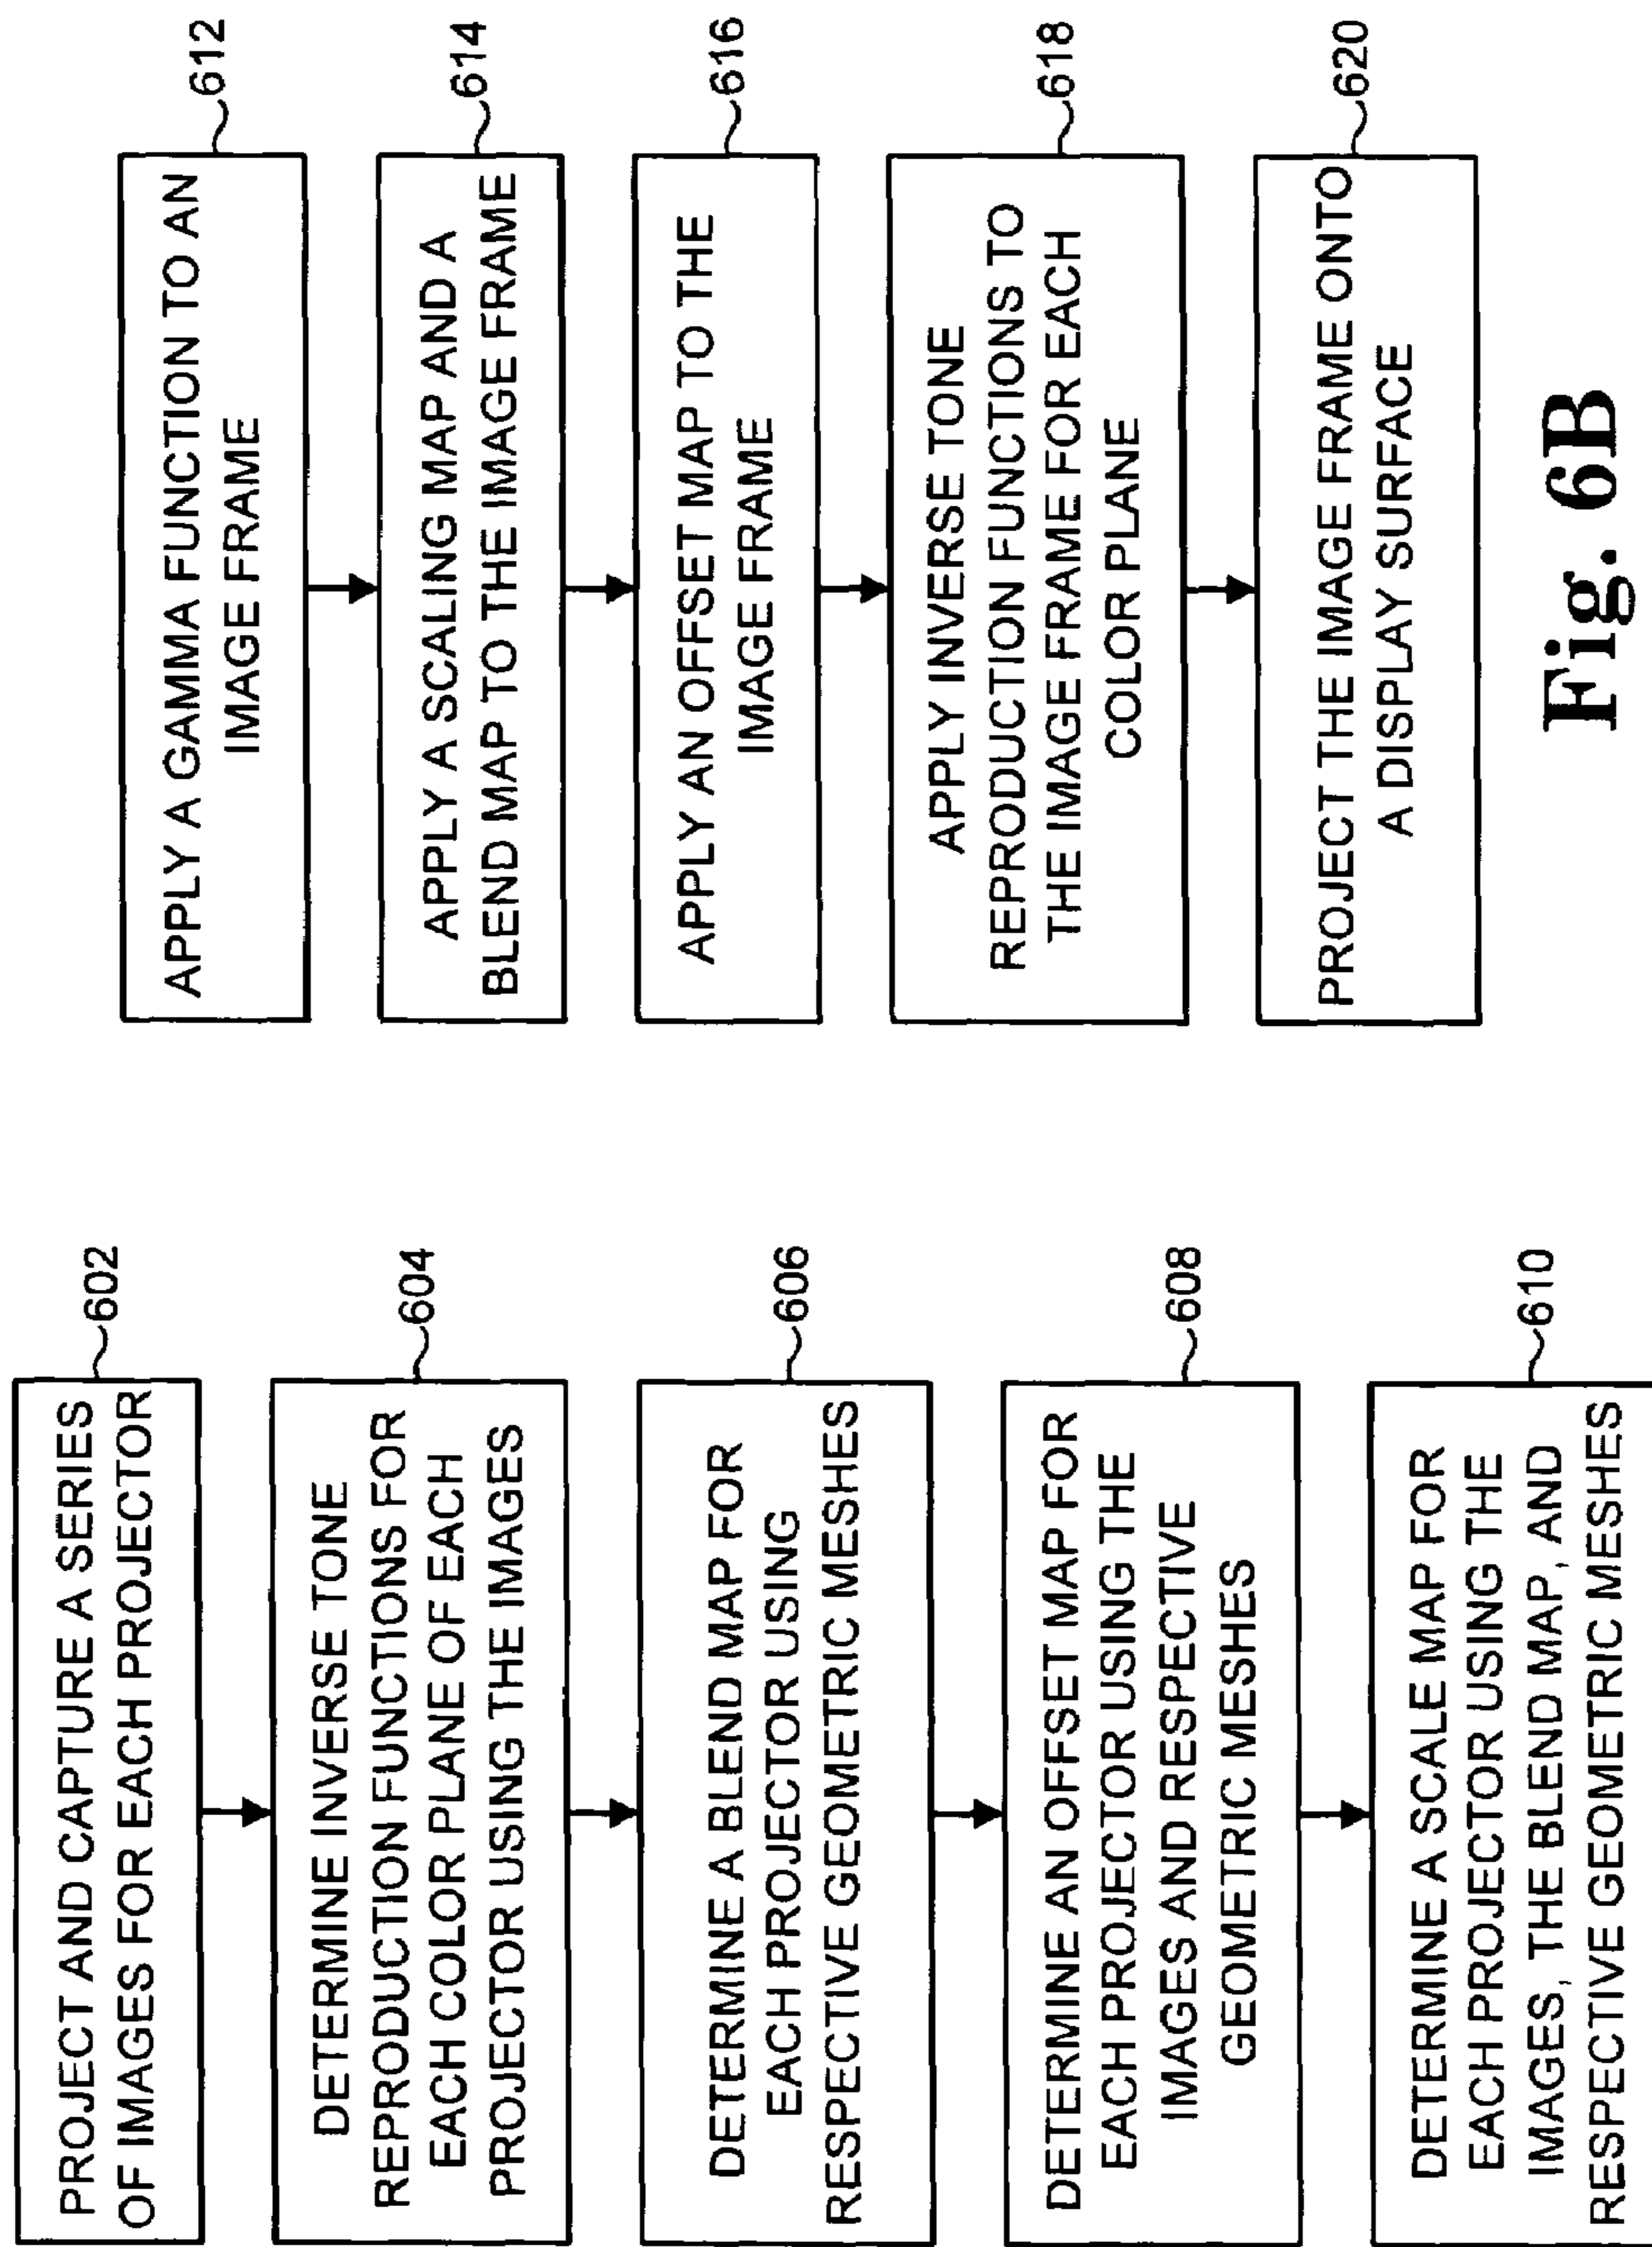 PROJECT AND CAPTURE A SERIES
OF IMAGES FOR EACH PROJECTOR
602
DETERMINE INVERSE TONE
REPRODUCTION FUNCTIONS FOR
EACH COLOR PLANE OF EACH
PROJECTOR USING THE IMAGES
604
DETERMINE A BLEND MAP FOR
EACH PROJECTOR USING
RESPECTIVE GEOMETRIC MESHES
606
DETERMINE AN OFFSET MAP FOR
EACH PROJECTOR USING THE
IMAGES AND RESPECTIVE
GEOMETRIC MESHES
608
DETERMINE A SCALE MAP FOR
EACH PROJECTOR USING THE
IMAGES, THE BLEND MAP, AND
RESPECTIVE GEOMETRIC MESHES
610
APPLY A GAMMA FUNCTION TO AN
IMAGE FRAME
612
APPLY A SCALING MAP AND A
BLEND MAP TO THE IMAGE FRAME
614
APPLY AN OFFSET MAP TO THE
IMAGE FRAME
616
APPLY INVERSE TONE
REPRODUCTION FUNCTIONS TO
THE IMAGE FRAME FOR EACH
COLOR PLANE
618
PROJECT THE IMAGE FRAME ONTO
A DISPLAY SURFACE
620
Fig. 6B